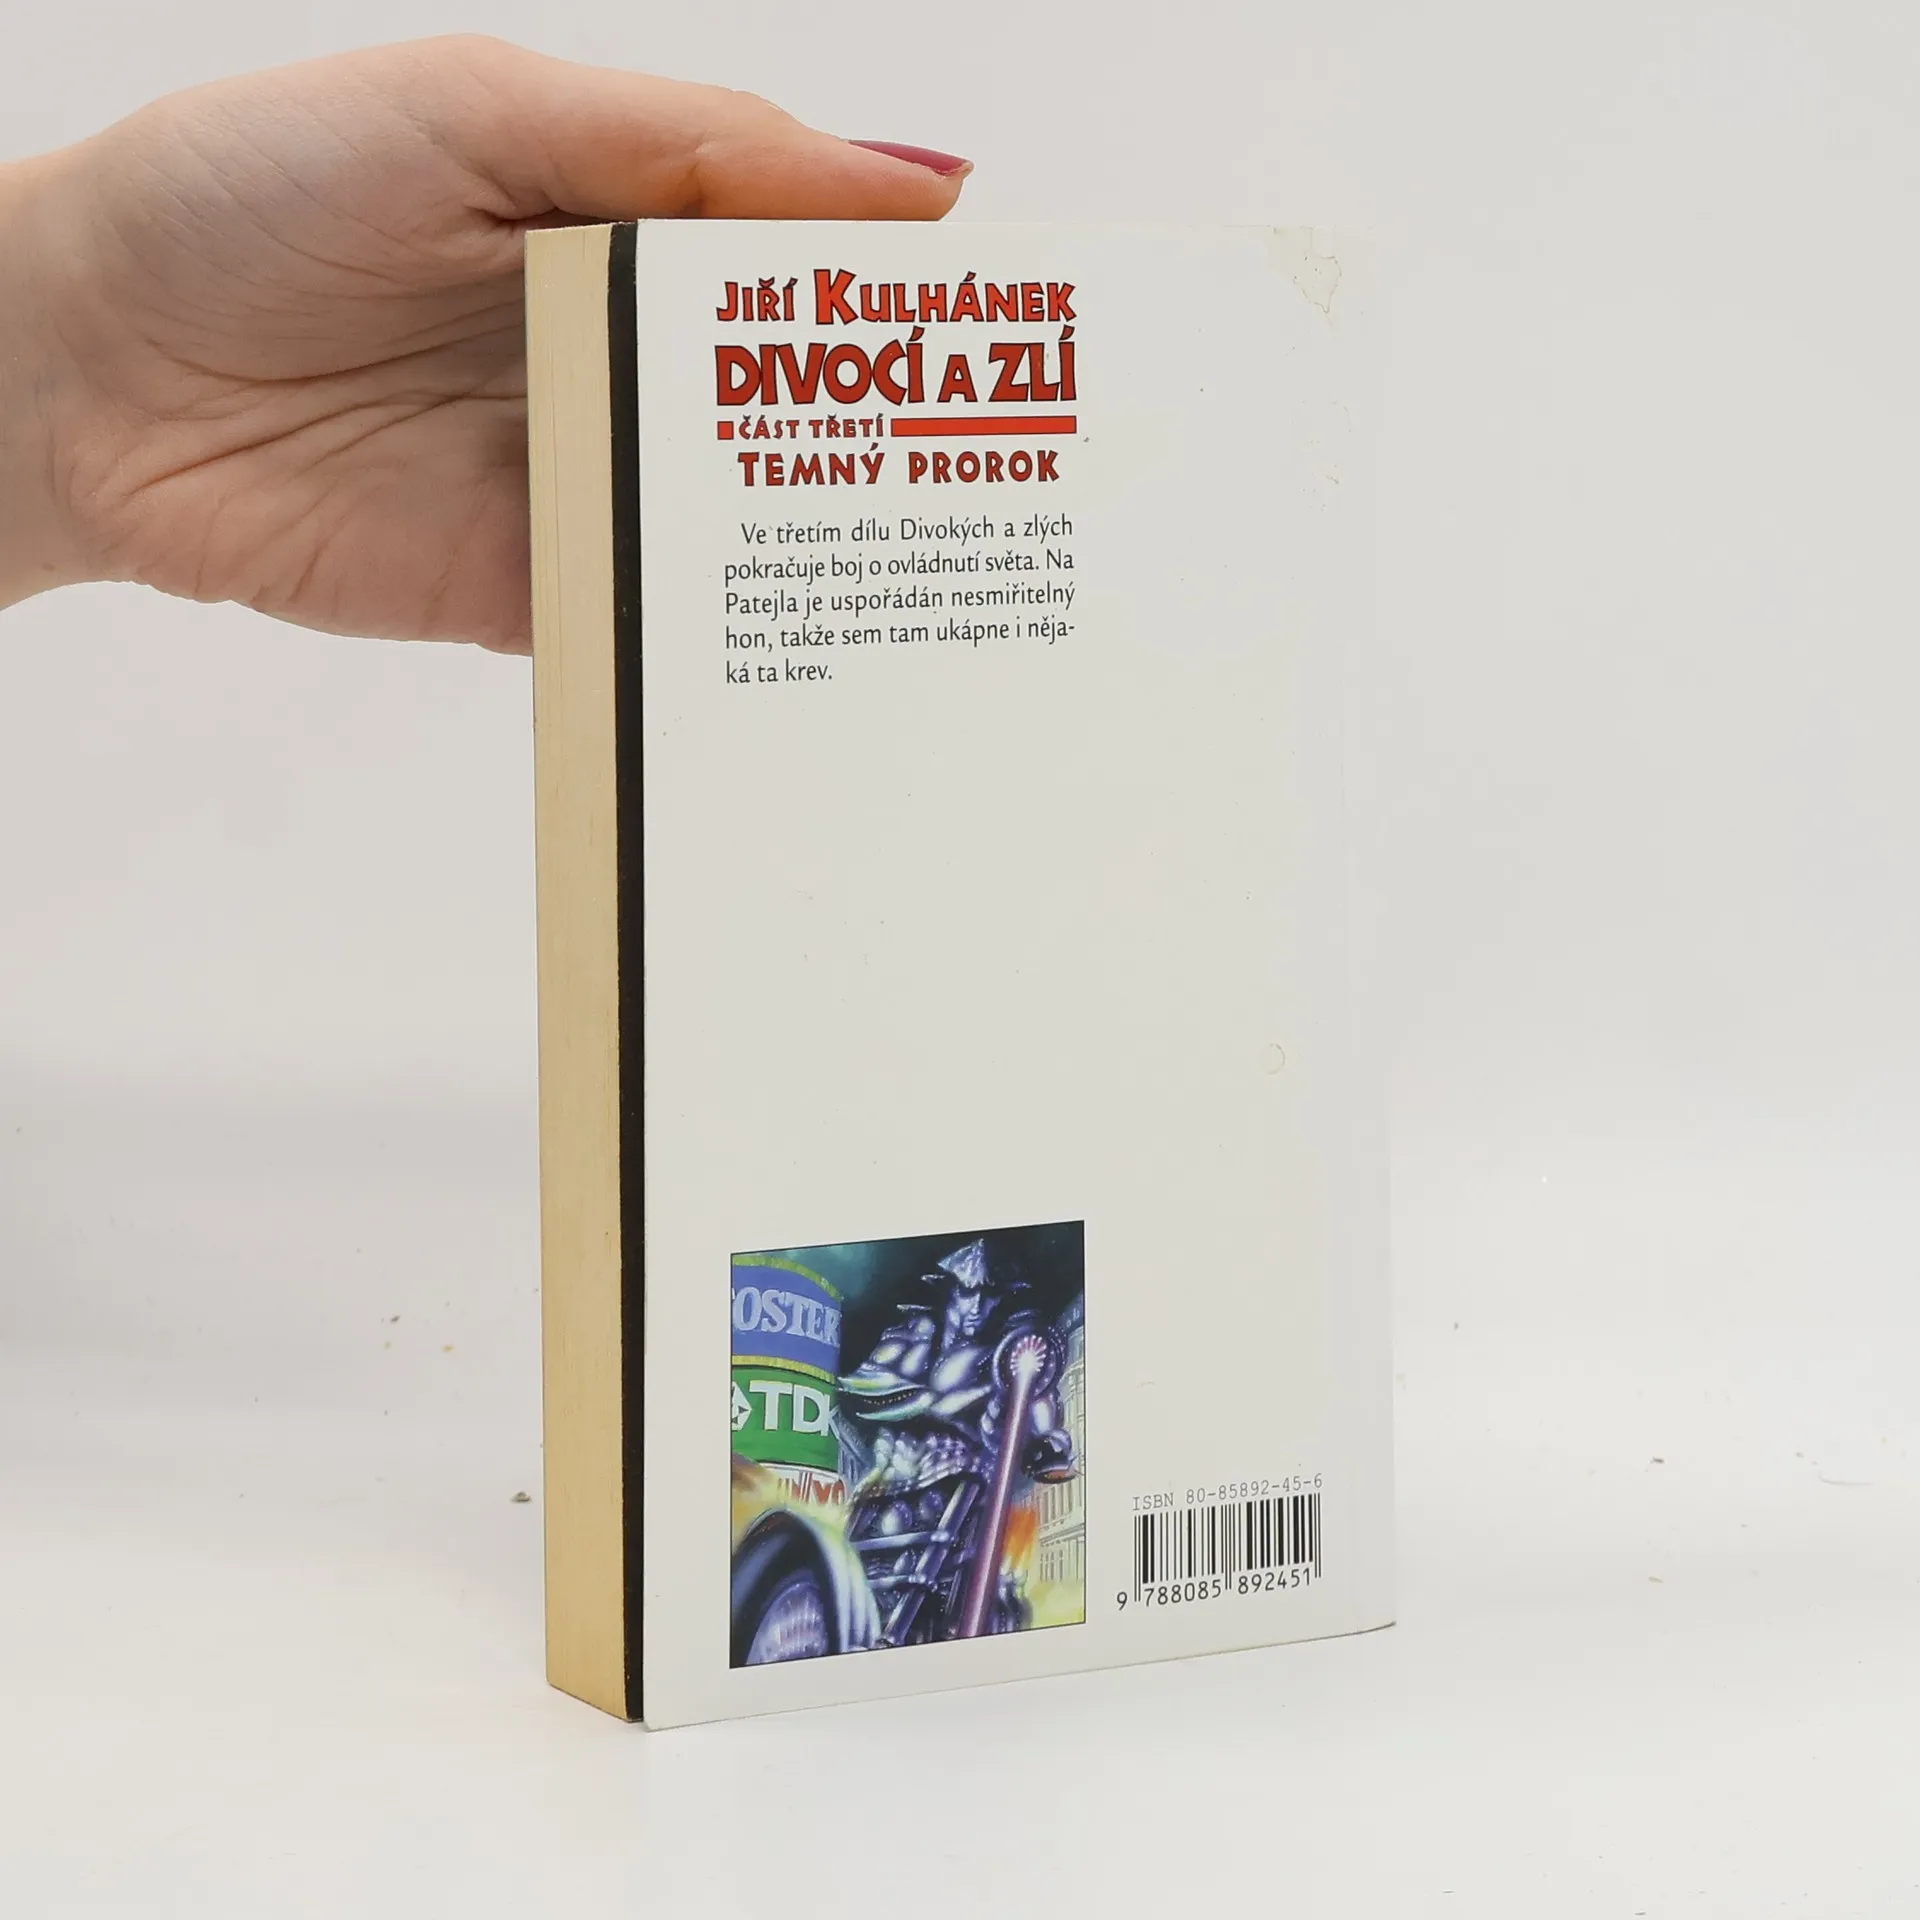 JIŘÍ KULHÁNEK
DIVOCÍ A ZLÍ
ČÁST TŘETÍ
TEMNÝ PROROK
Ve třetím dílu Divokých a zlých
pokračuje boj o ovládnutí světa. Na
Patejla je uspořádán nesmiřitelný
hon, takže sem tam ukápne i něja-
ká ta krev.
OSTER
TDK
ISBN 80-85892-45-6
9 788085 892451